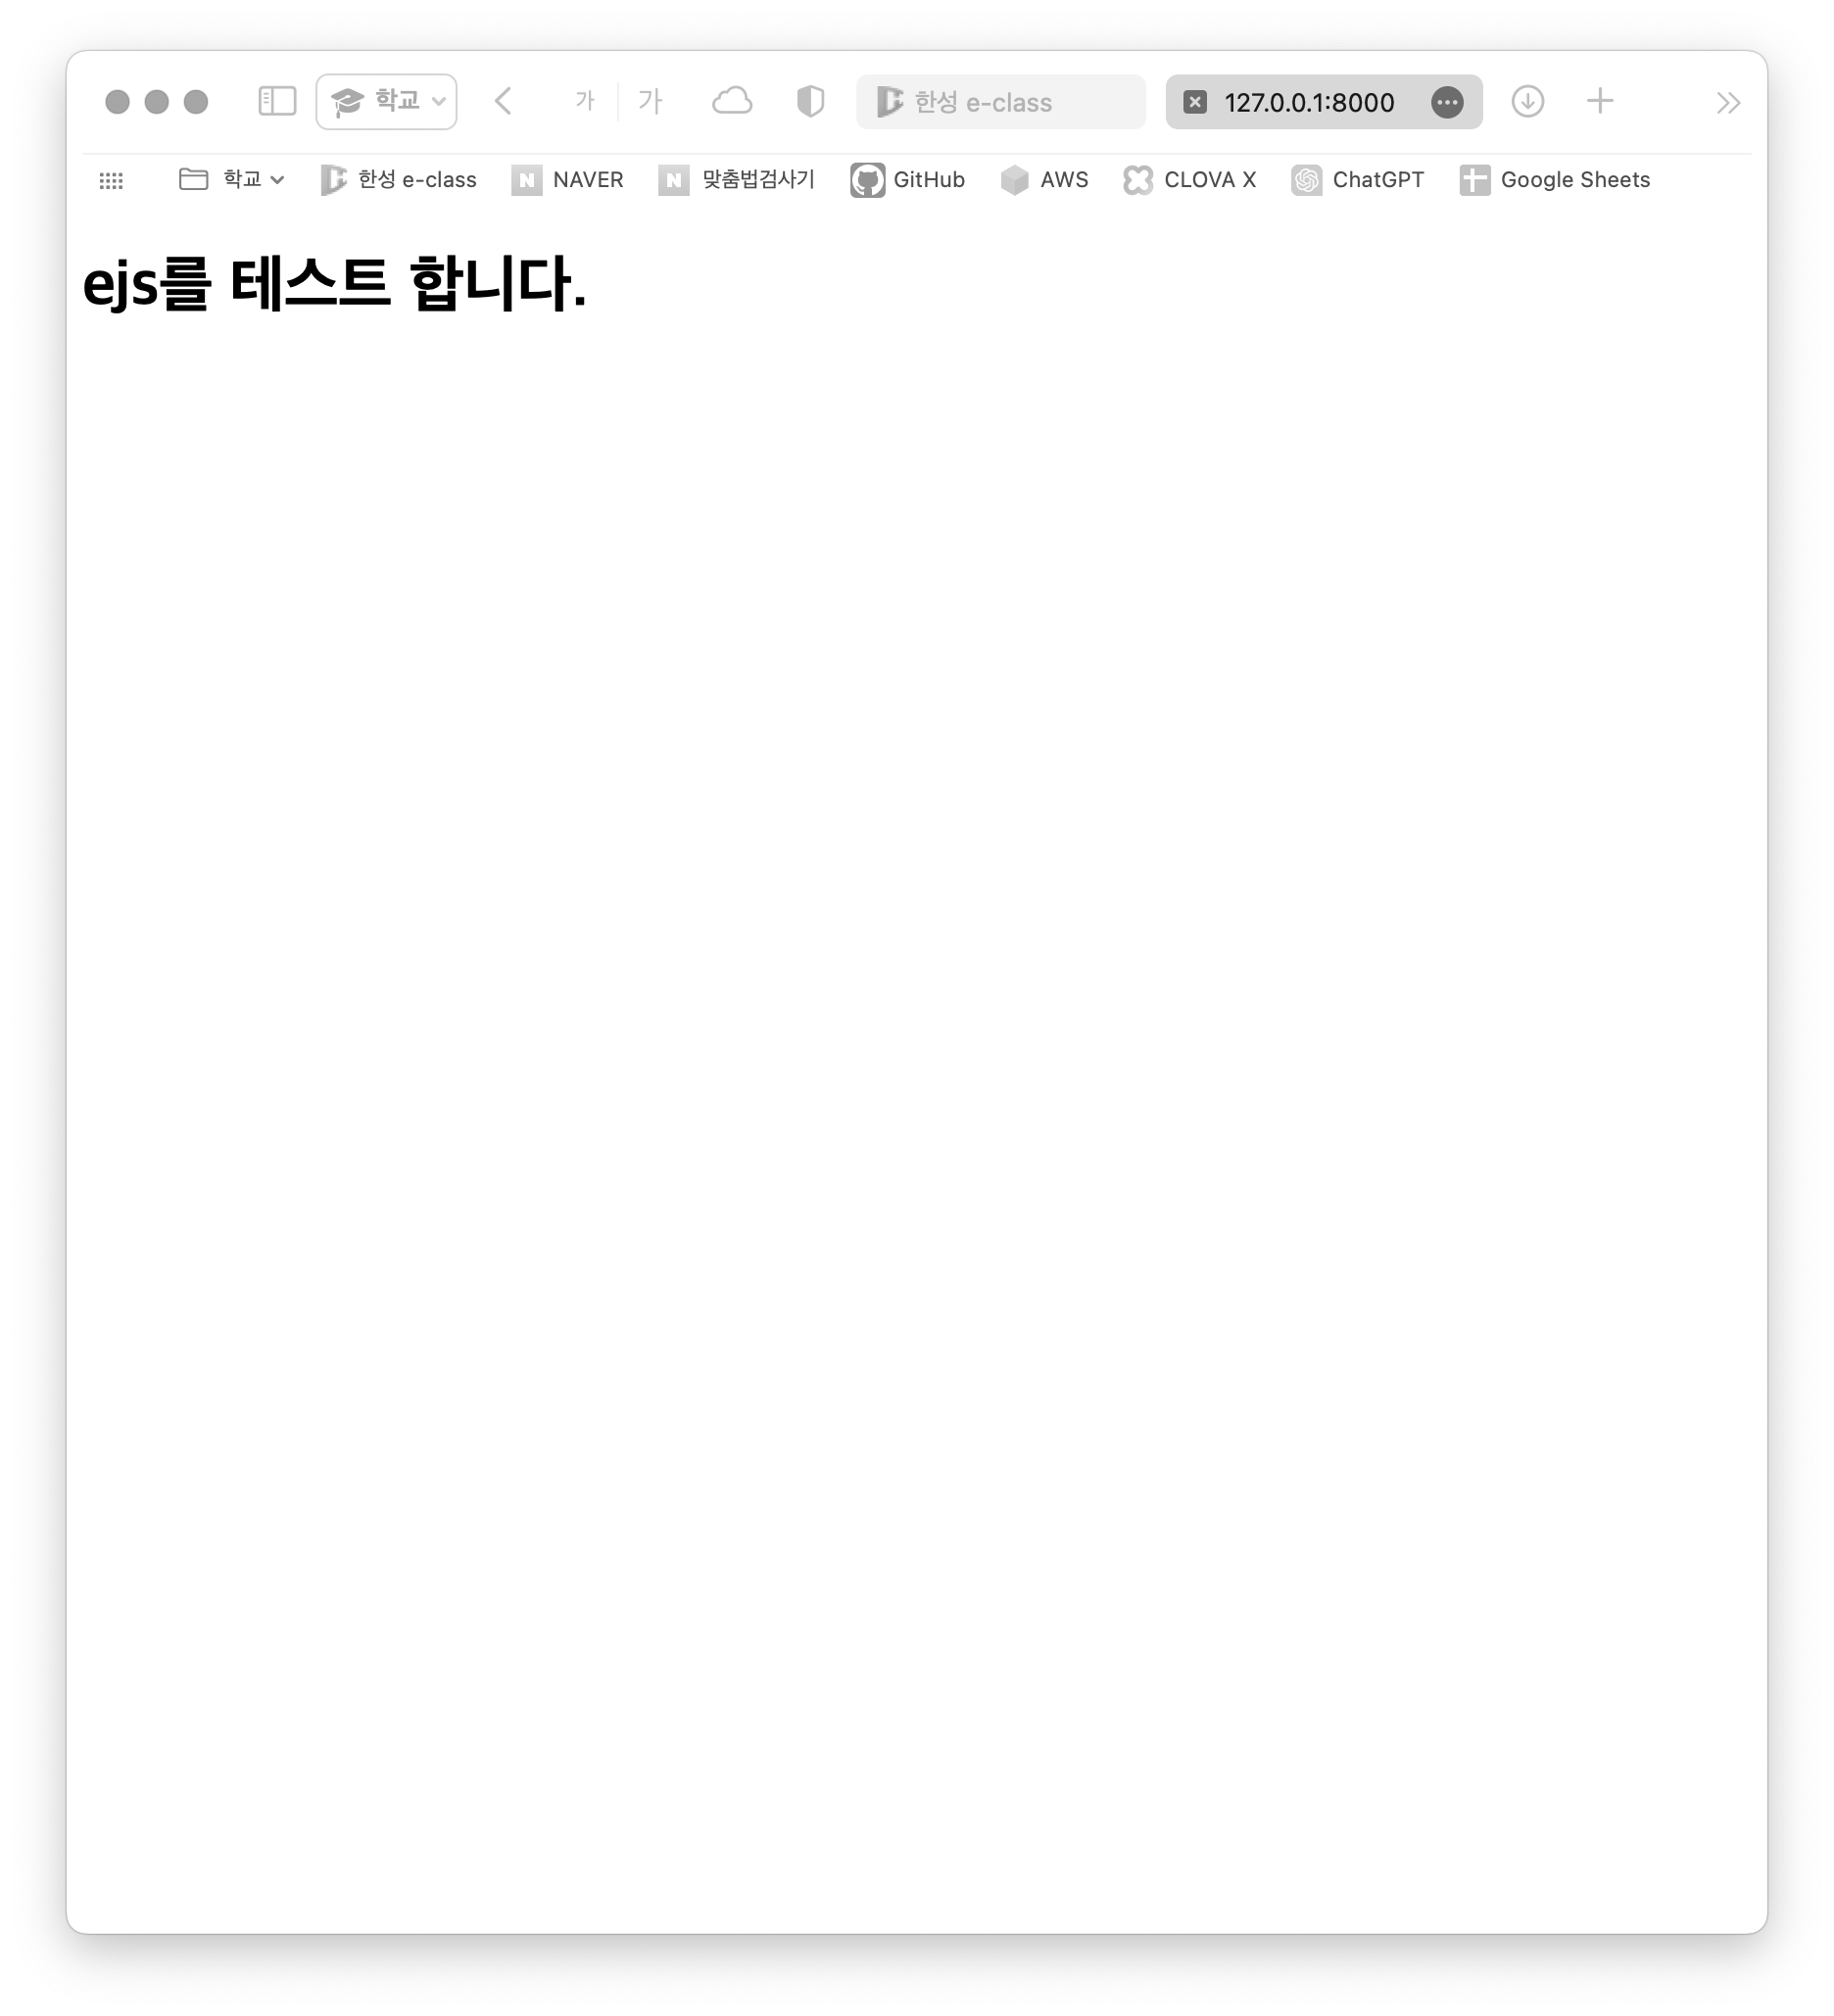 학교 가 가 한성 e-class 127.0.0.1:8000
학교 한성 e-class N NAVER N 맞춤법검사기 GitHub AWS CLOVA X ChatGPT Google Sheets
ejs를 테스트 합니다.